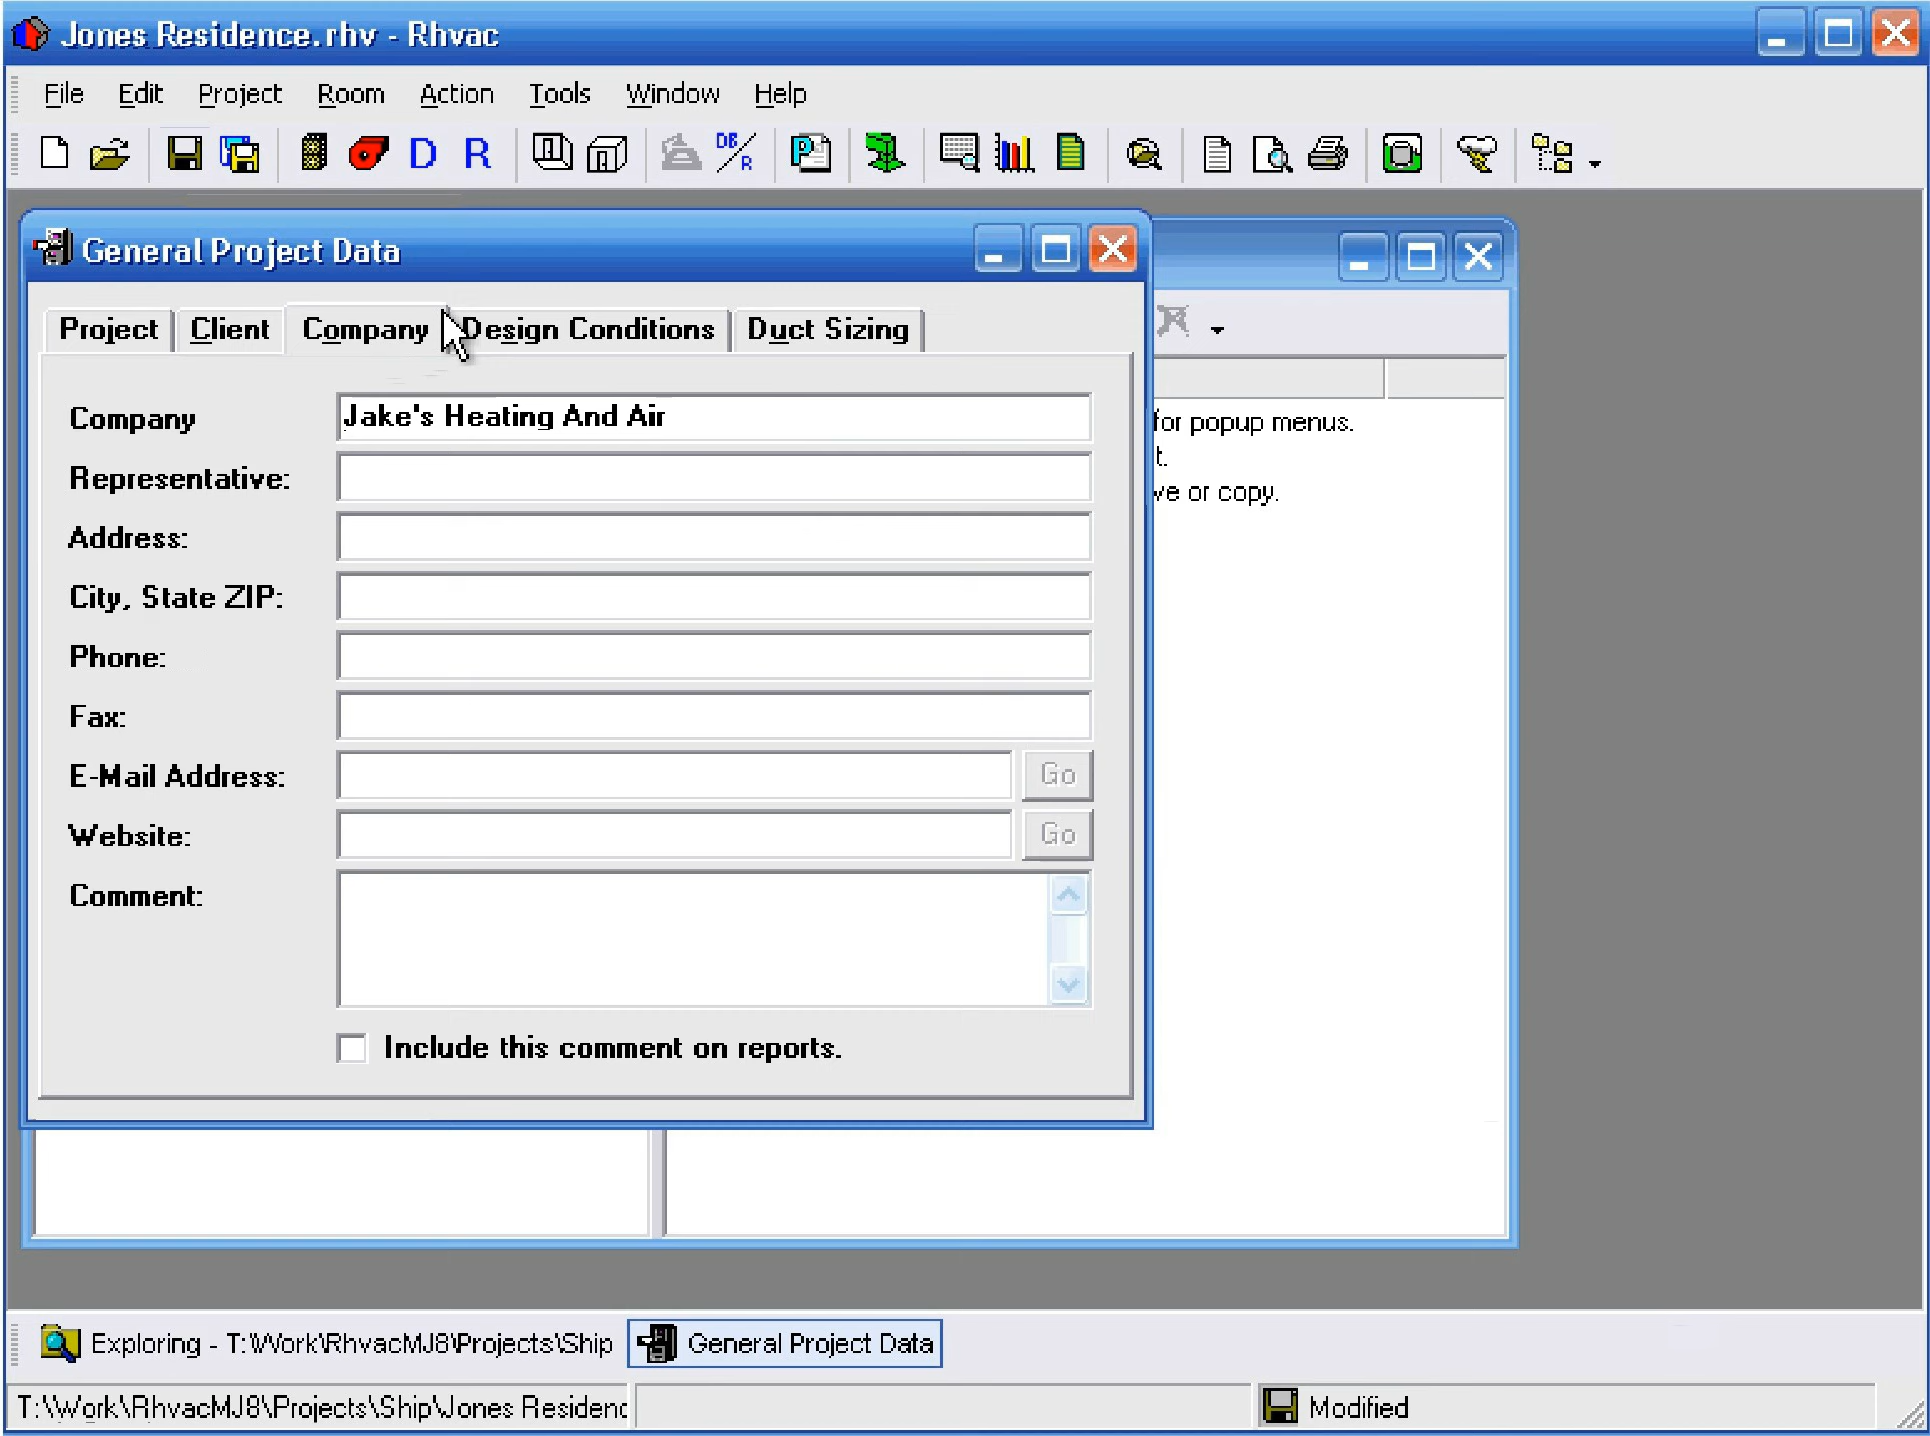 Jones Residence.rhv - Rhvac
File Edit Project Room Action Tools Window Help
D R DB/R P
General Project Data
Project Client Company Design Conditions Duct Sizing
Company Jake's Heating And Air
for popup menus.
Representative:
t.
ve or copy.
Address:
City, State ZIP:
Phone:
Fax:
E-Mail Address: Go
Website: Go
Comment:
Include this comment on reports.
Exploring - T:\Work\RhvacMJ8\Projects\Ship General Project Data
T:\Work\RhvacMJ8\Projects\Ship\Jones Residenc Modified